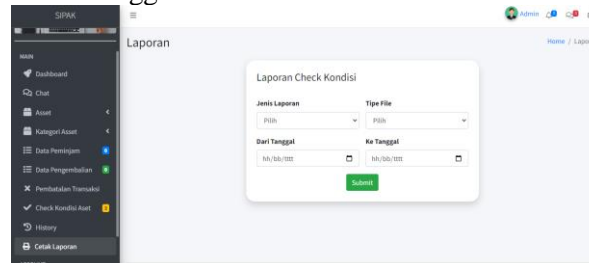 SIPAK
Admin
Laporan
Home / Lapo
MAIN
Dashboard
Chat
Asset
Kategori Asset
Data Peminjam
Data Pengembalian
Pembatalan Transaksi
Check Kondisi Aset
History
Cetak Laporan
Laporan Check Kondisi
Jenis Laporan
Tipe File
Pilih
Pilih
Dari Tanggal
Ke Tanggal
hh/bb/tttt
hh/bb/tttt
Submit